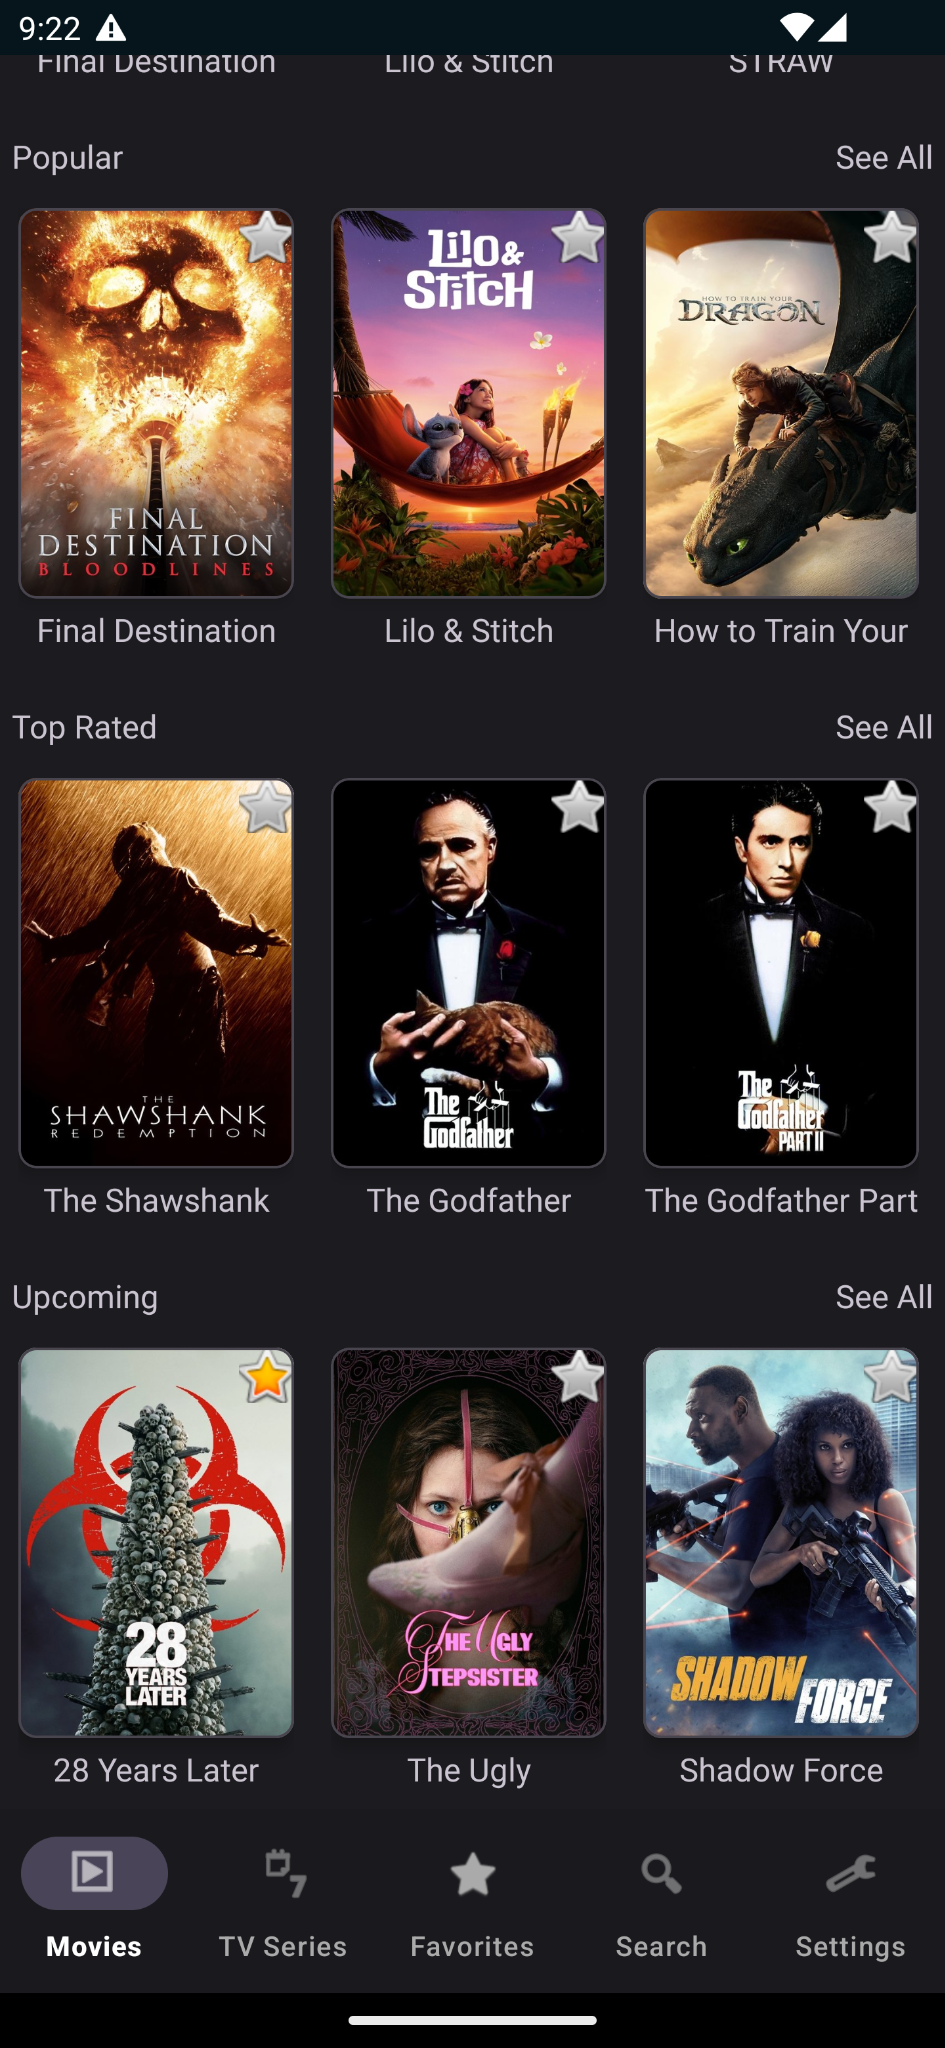 9:22
Final Destination Lilo & Stitch STRAW
Popular See All
LiLO &
STiTCH
HOW TO TRAIN YOUR
DRAGON
FINAL
DESTINATION
BLOODLINES
Final Destination Lilo & Stitch How to Train Your
Top Rated See All
THE
SHAWSHANK
REDEMPTION
The
Godfather
The
Godfather
PART II
The Shawshank The Godfather The Godfather Part
Upcoming See All
28
YEARS
LATER
THE UGLY
STEPSISTER
SHADOW
FORCE
28 Years Later The Ugly Shadow Force
7
Movies TV Series Favorites Search Settings